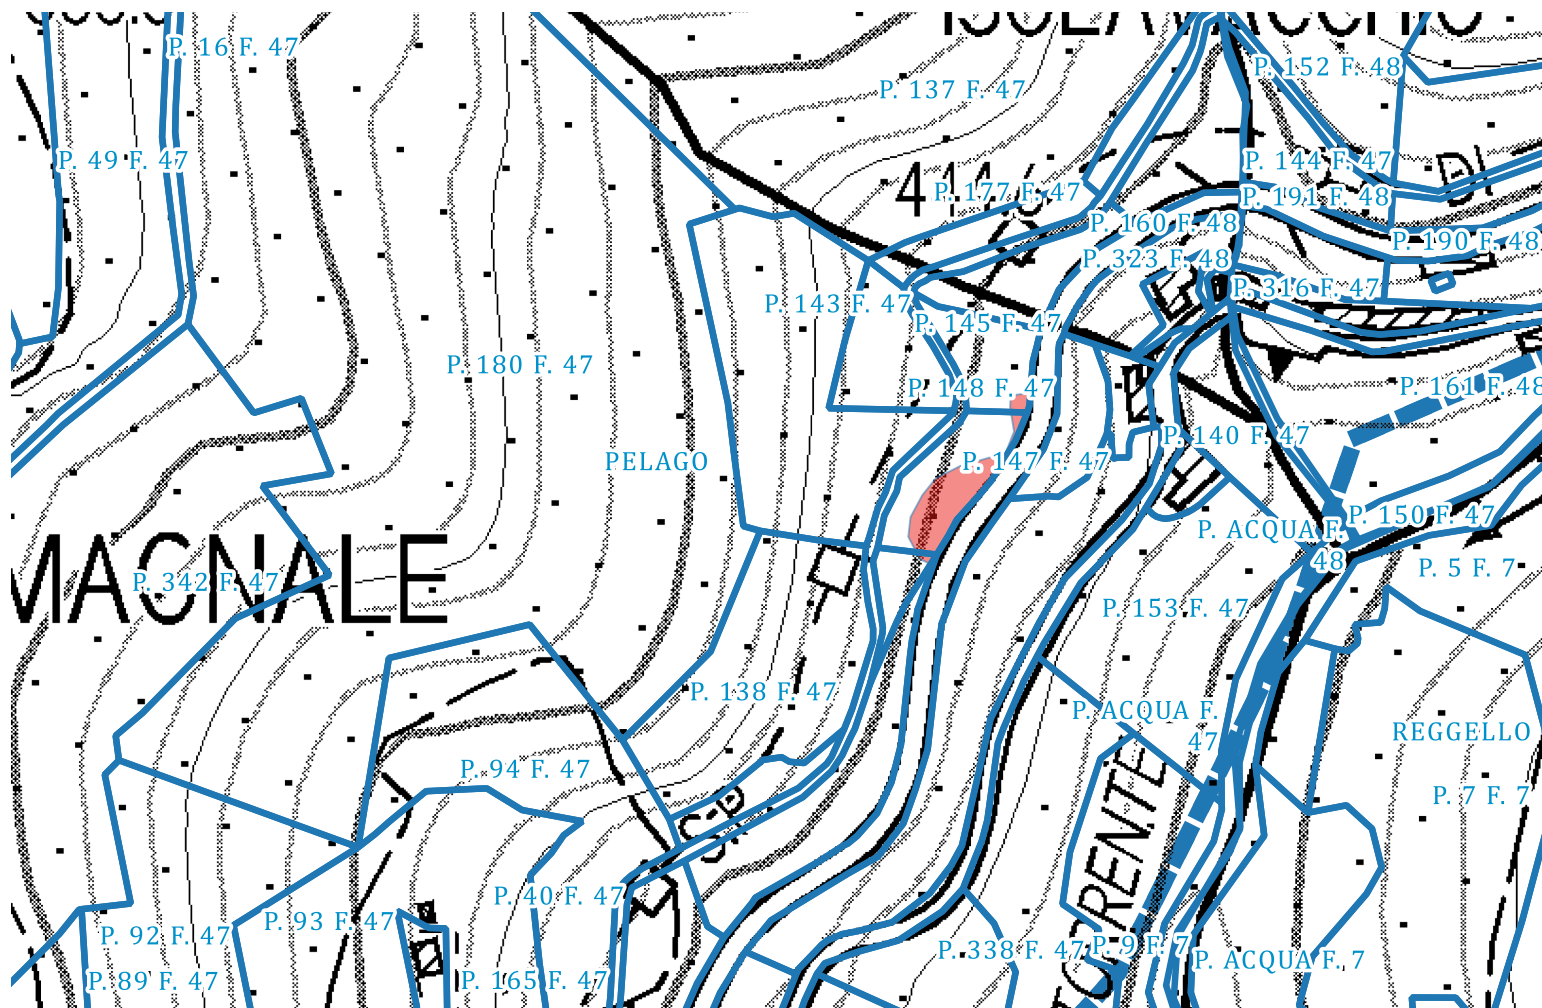 P. 16 F. 47
P. 152 F. 48
P. 137 F. 47
P. 49 F. 47
P. 144 F. 47
DI
P. 177 F. 47
P. 191 F. 48
P. 160 F. 48
P. 190 F. 48
P. 323 F. 48
P. 316 F. 47
P. 143 F. 47
P. 145 F. 47
P. 180 F. 47
P. 148 F. 47
P. 161 F. 48
P. 140 F. 47
PELAGO
P. 147 F. 47
P. 150 F. 47
P. ACQUA F.
48
P. 5 F. 7
MAGNALE
P. 342 F. 47
P. 153 F. 47
P. 138 F. 47
P. ACQUA F.
47
REGGELLO
P. 94 F. 47
P. 7 F. 7
S.P.
TORRENTE
P. 40 F. 47
P. 93 F. 47
P. 92 F. 47
P. 338 F. 47
P. 9 F. 7
P. ACQUA F. 7
P. 89 F. 47
P. 165 F. 47